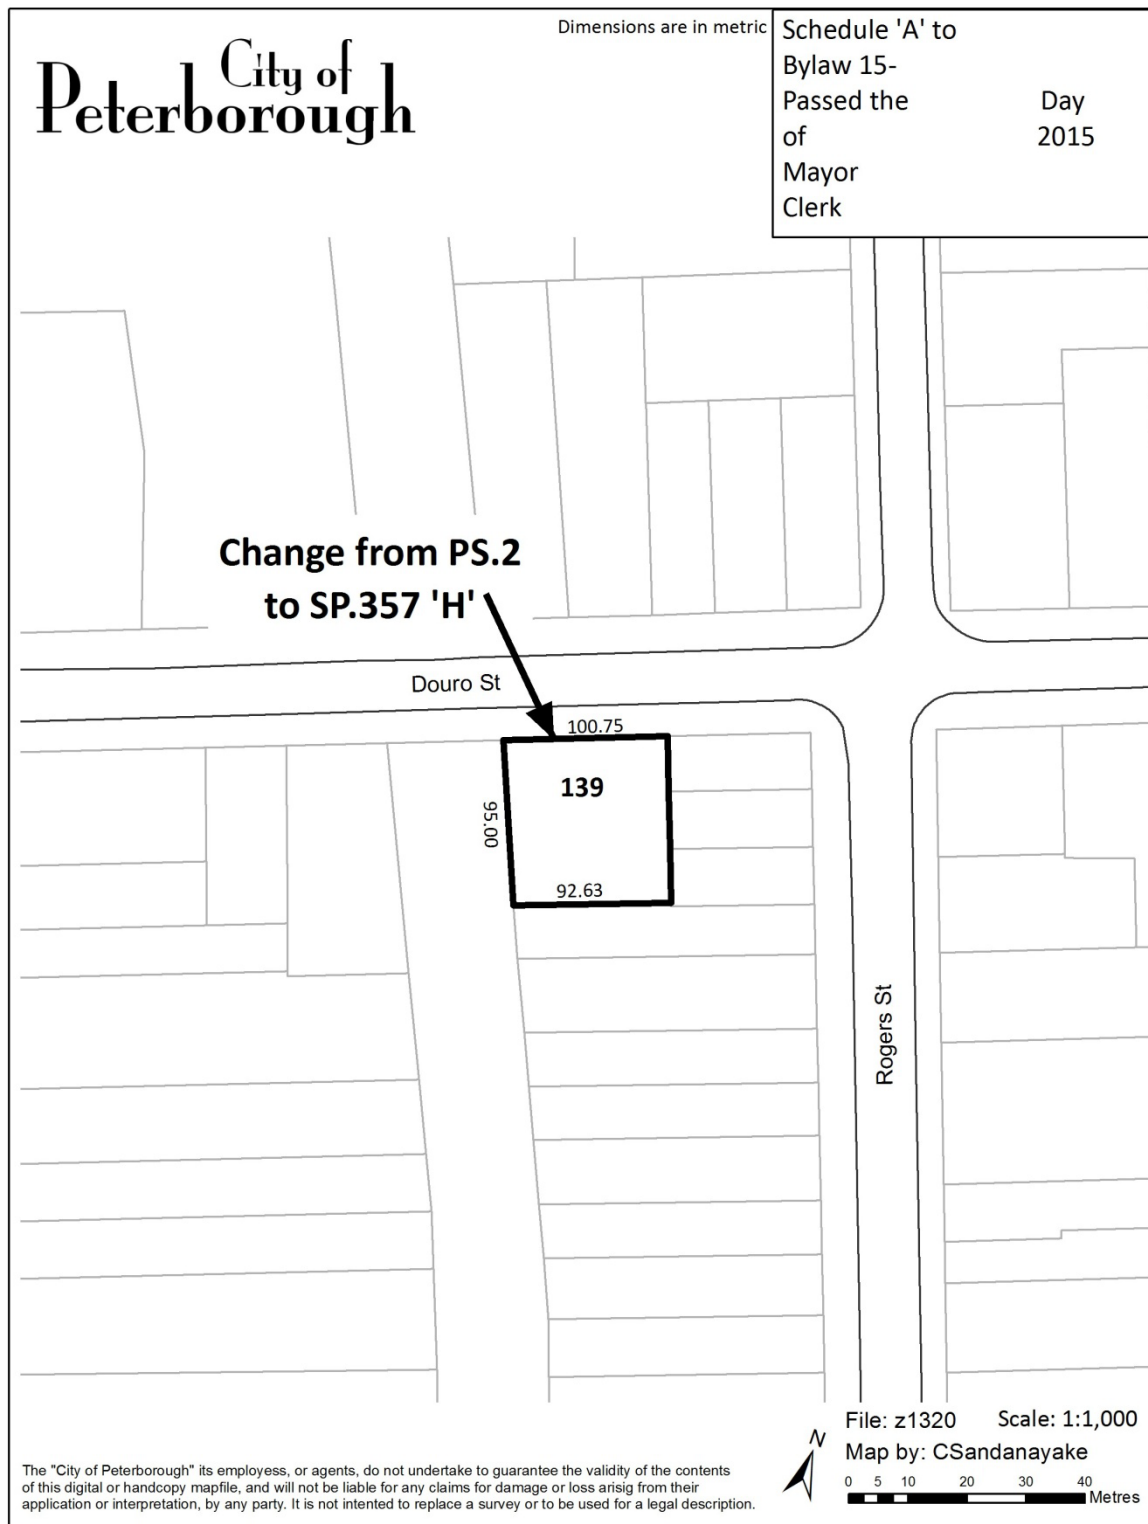 City of
Peterborough
Dimensions are in metric
Schedule 'A' to
Bylaw 15-
Passed the Day
of 2015
Mayor
Clerk
Change from PS.2
to SP.357 'H'
Douro St
100.75
139
95.00
92.63
Rogers St
N
File: z1320 Scale: 1:1,000
Map by: CSandanayake
0 5 10 20 30 40
Metres
The "City of Peterborough" its employess, or agents, do not undertake to guarantee the validity of the contents
of this digital or handcopy mapfile, and will not be liable for any claims for damage or loss arisig from their
application or interpretation, by any party. It is not intended to replace a survey or to be used for a legal description.